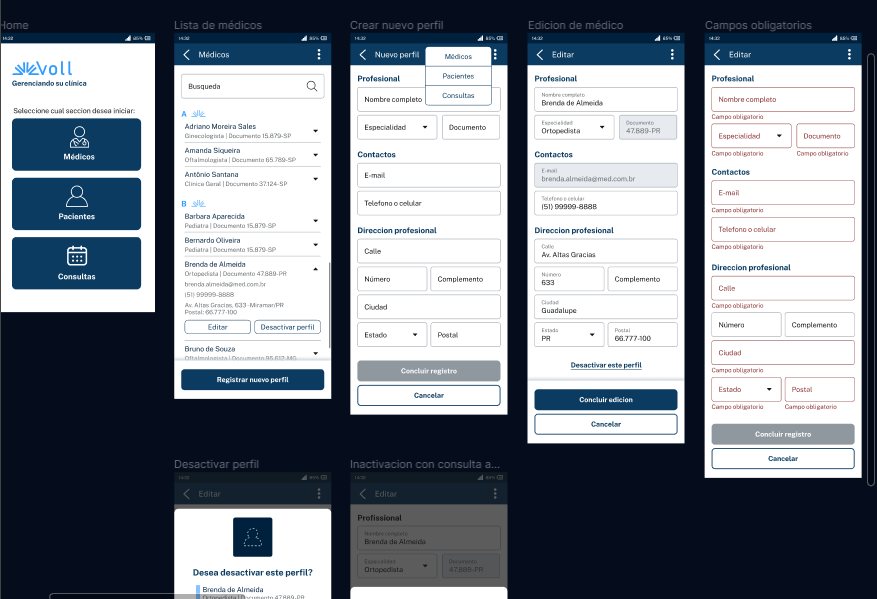 Home
14:32 85%
Voll
Gerenciando su clínica
Seleccione cual seccion desea iniciar:
Médicos
Pacientes
Consultas
Lista de médicos
14:32 85%
Médicos
Busqueda
A
Adriano Moreira Sales
Ginecologista | Documento 15.879-SP
Amanda Siqueira
Oftalmologista | Documento 65.789-SP
Antônio Santana
Clínica Geral | Documento 37.124-SP
B
Barbara Aparecida
Pediatra | Documento 15.879-SP
Bernardo Oliveira
Pediatra | Documento 15.879-SP
Brenda de Almeida
Ortopedista | Documento 47.889-PR
brenda.almeida@med.com.br
(51) 99999-8888
Av. Altas Gracias, 633 -Miramar/PR
Postal: 66.777-100
Editar Desactivar perfil
Bruno de Souza
Oftalmologista | Documento 95.612-MG
Registrar nuevo perfil
Crear nuevo perfil
14:32 85%
Nuevo perfil
Médicos
Pacientes
Consultas
Profesional
Nombre completo
Especialidad Documento
Contactos
E-mail
Telefono o celular
Direccion profesional
Calle
Número Complemento
Ciudad
Estado Postal
Concluir registro
Cancelar
Edicion de médico
14:32 85%
Editar
Profesional
Nombre completo
Brenda de Almeida
Especialidad Documento
Ortopedista 47.889-PR
Contactos
E-mail
brenda.almeida@med.com.br
Telefono o celular
(51) 99999-8888
Direccion profesional
Calle
Av. Altas Gracias
Número
633 Complemento
Ciudad
Guadalupe
Estado Postal
PR 66.777-100
Desactivar este perfil
Concluir edicion
Cancelar
Campos obligatorios
14:32 85%
Editar
Profesional
Nombre completo
Campo obligatorio
Especialidad Documento
Campo obligatorio Campo obligatorio
Contactos
E-mail
Campo obligatorio
Telefono o celular
Campo obligatorio
Direccion profesional
Calle
Campo obligatorio
Número Complemento
Ciudad
Campo obligatorio
Estado Postal
Campo obligatorio Campo obligatorio
Concluir registro
Cancelar
Desactivar perfil
14:32 85%
Editar
Desea desactivar este perfil?
Brenda de Almeida
Ortopedista | Documento 47.889-PR
Inactivacion con consulta a...
14:32 85%
Editar
Profissional
Nombre completo
Brenda de Almeida
Especialista Documento
Ortopedista 47.889-PR